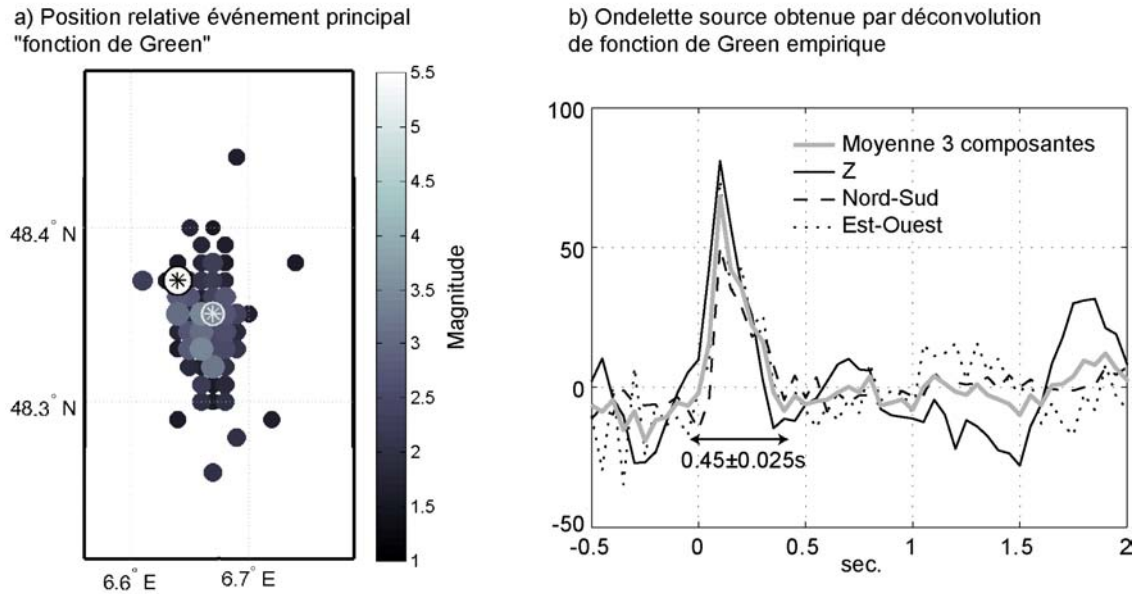 a) Position relative événement principal
"fonction de Green"
b) Ondelette source obtenue par déconvolution
de fonction de Green empirique
5.5
5
4.5
4
3.5
3
2.5
2
1.5
1
Magnitude
48.4° N
48.3° N
6.6° E
6.7° E
100
50
0
-50
Moyenne 3 composantes
Z
Nord-Sud
Est-Ouest
0.45±0.025s
-0.5
0
0.5
1
1.5
2
sec.